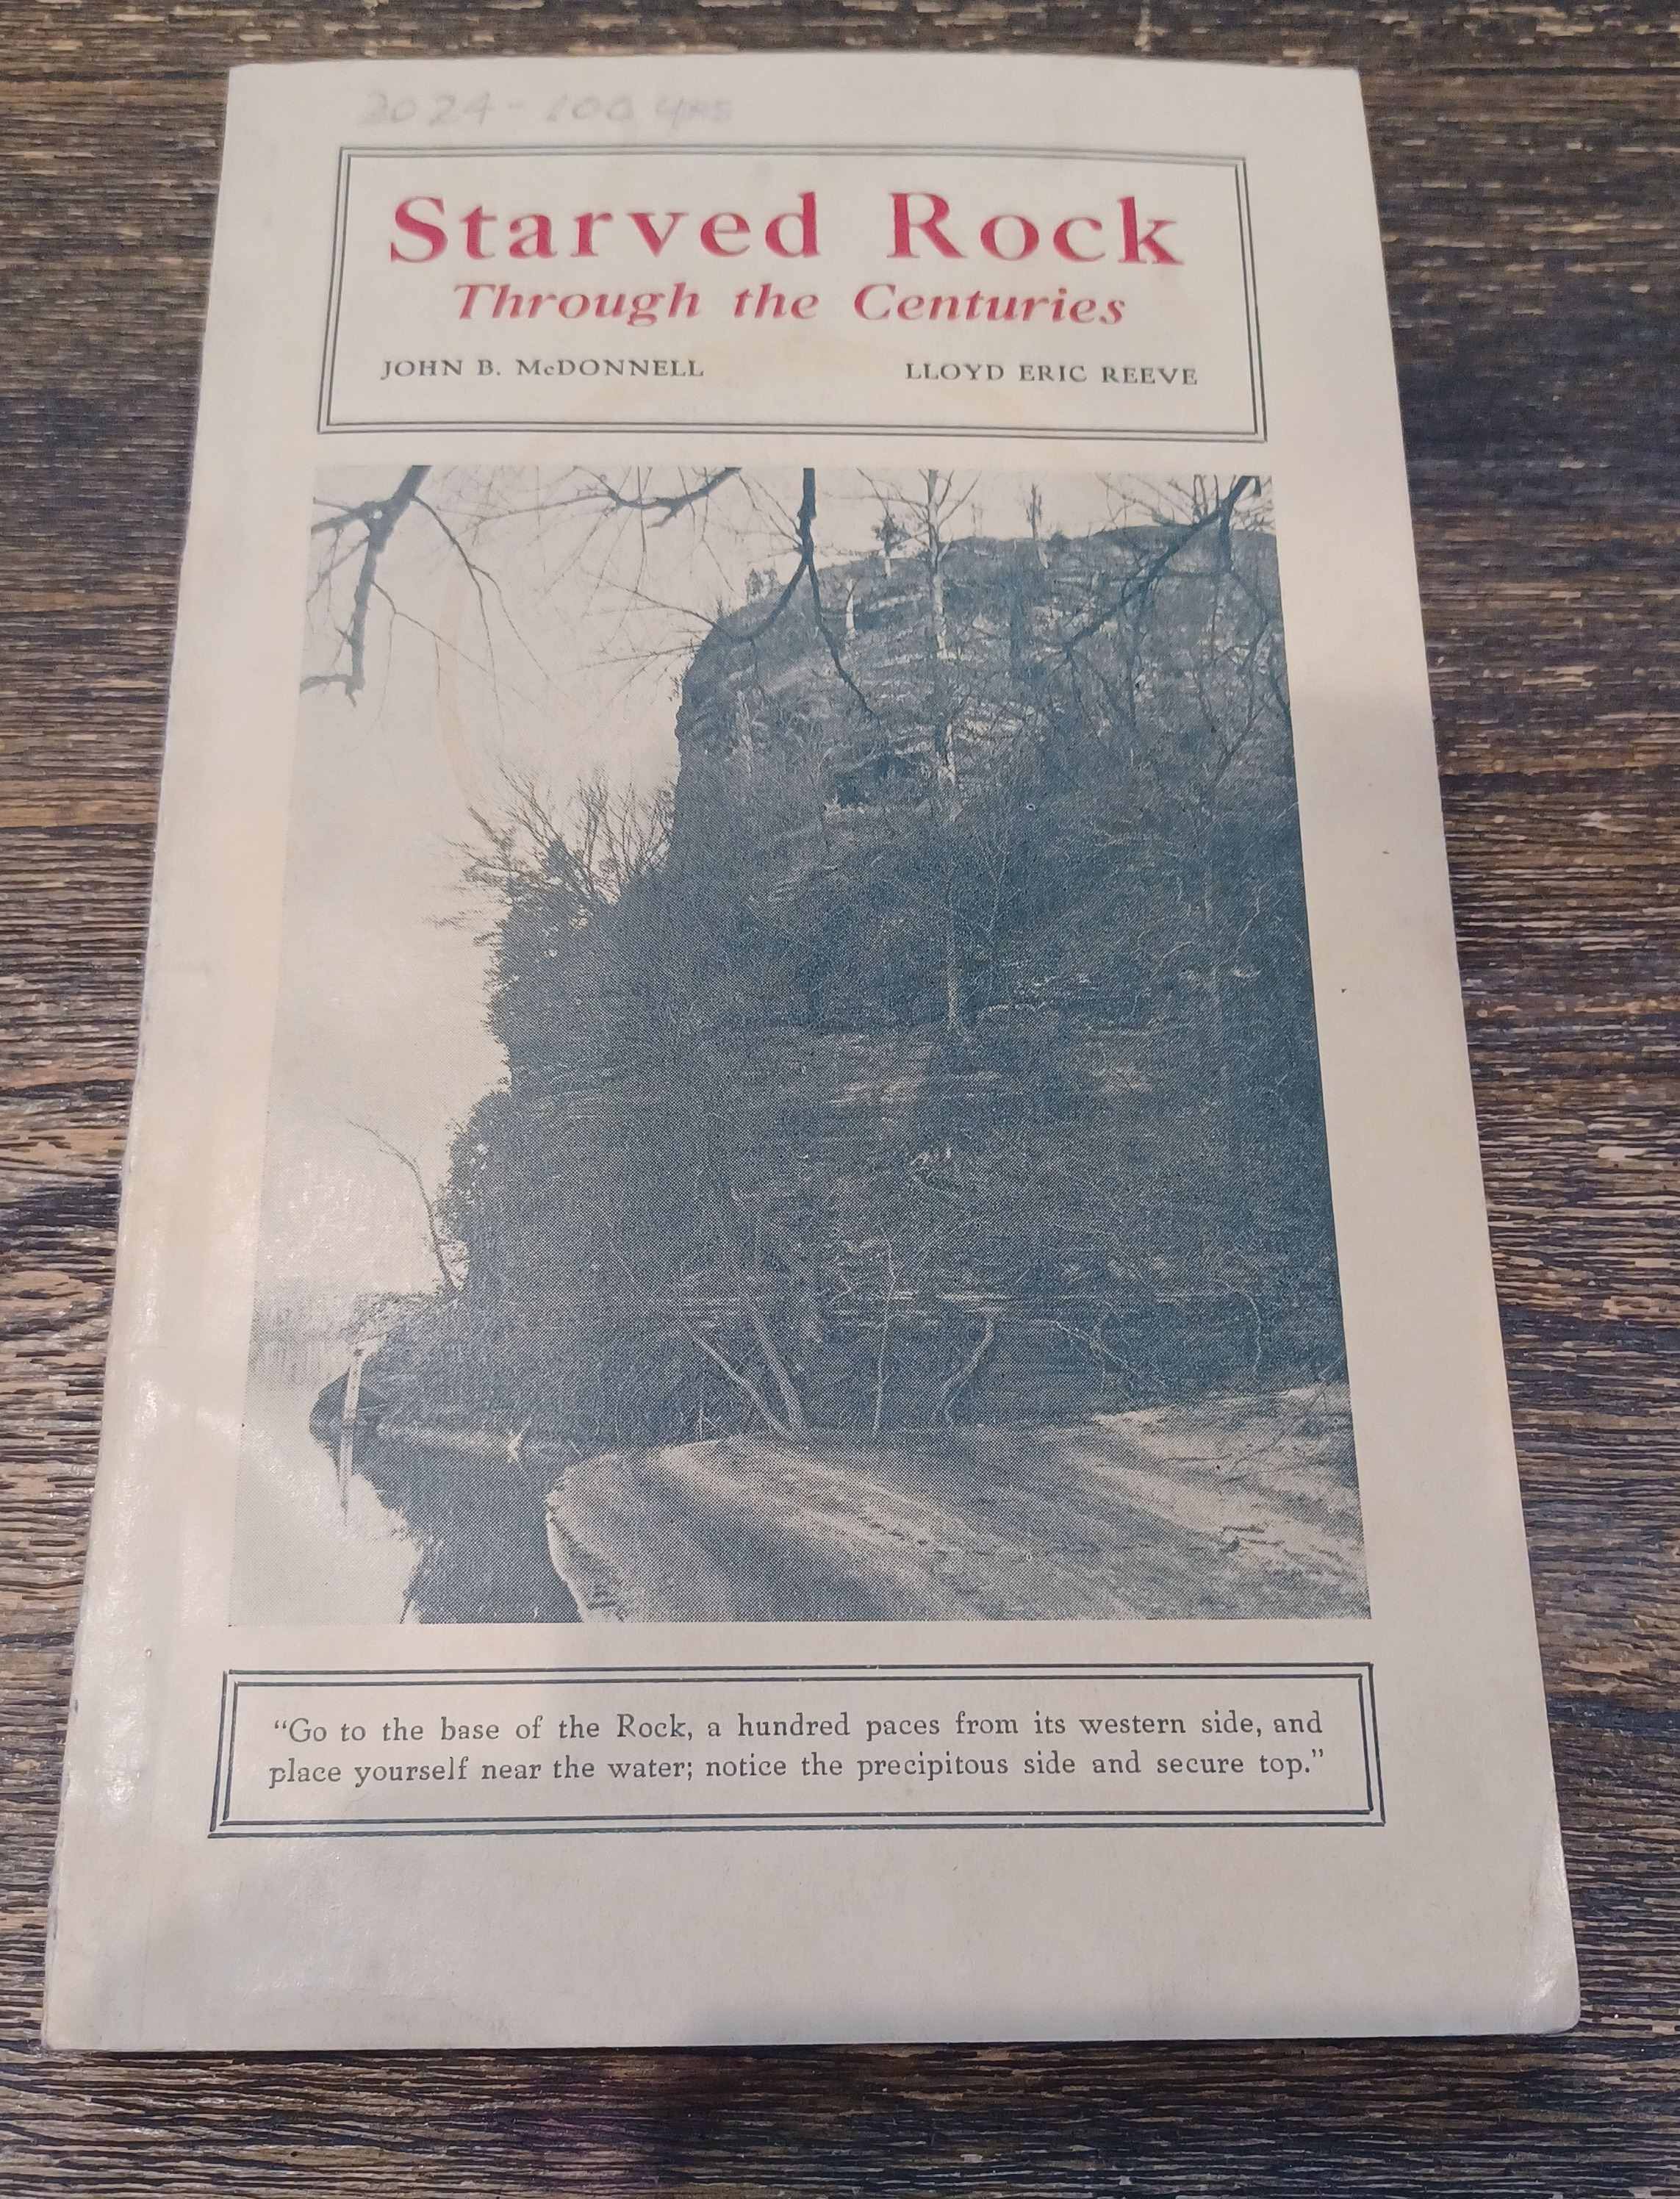 2024 - 100 yrs
Starved Rock
Through the Centuries
JOHN B. McDONNELL LLOYD ERIC REEVE
“Go to the base of the Rock, a hundred paces from its western side, and
place yourself near the water; notice the precipitous side and secure top.”